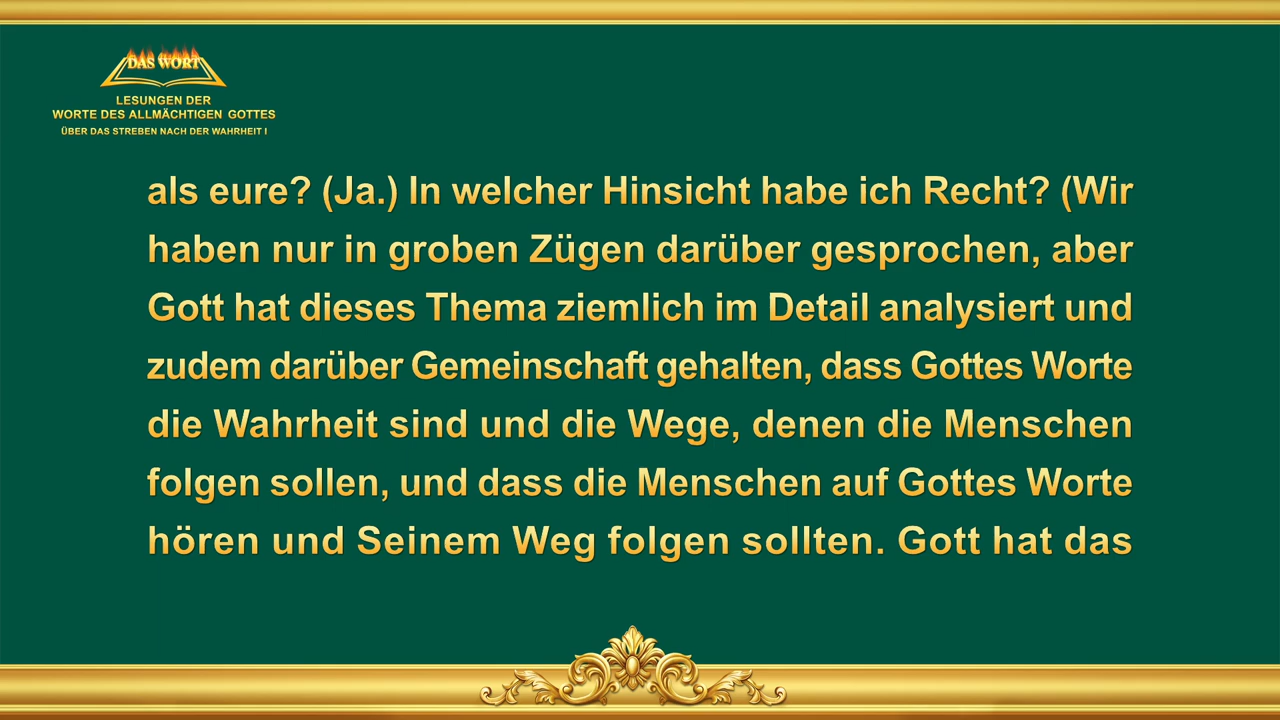 DAS WORT
LESUNGEN DER
WORTE DES ALLMÄCHTIGEN GOTTES
ÜBER DAS STREBEN NACH DER WAHRHEIT I
als eure? (Ja.) In welcher Hinsicht habe ich Recht? (Wir
haben nur in groben Zügen darüber gesprochen, aber
Gott hat dieses Thema ziemlich im Detail analysiert und
zudem darüber Gemeinschaft gehalten, dass Gottes Worte
die Wahrheit sind und die Wege, denen die Menschen
folgen sollen, und dass die Menschen auf Gottes Worte
hören und Seinem Weg folgen sollten. Gott hat das